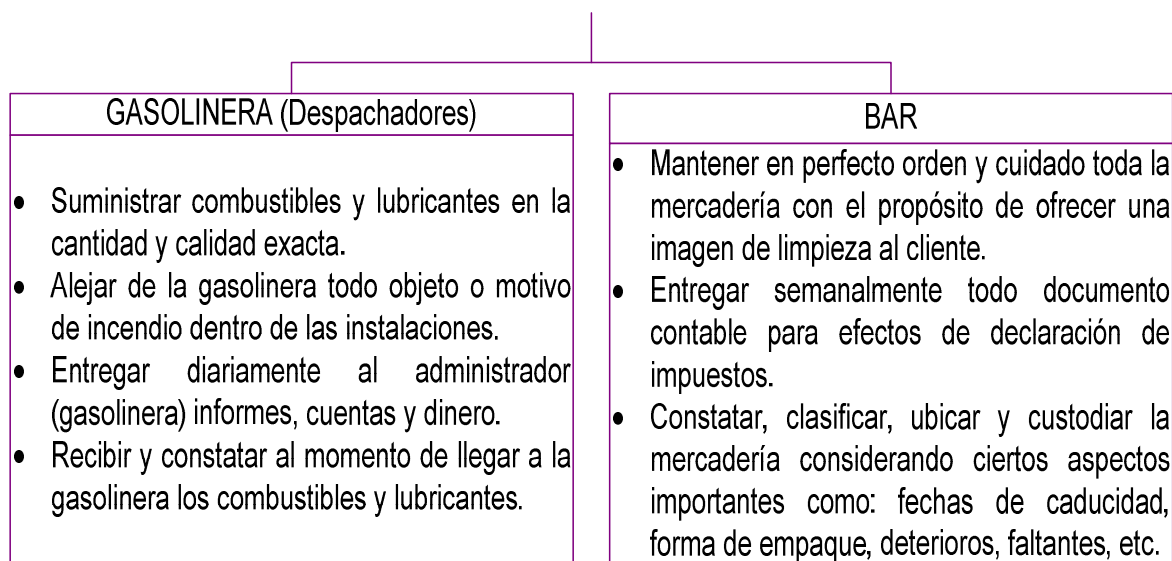 GASOLINERA (Despachadores)
• Suministrar combustibles y lubricantes en la
cantidad y calidad exacta.
• Alejar de la gasolinera todo objeto o motivo
de incendio dentro de las instalaciones.
• Entregar diariamente al administrador
(gasolinera) informes, cuentas y dinero.
• Recibir y constatar al momento de llegar a la
gasolinera los combustibles y lubricantes.
BAR
• Mantener en perfecto orden y cuidado toda la
mercadería con el propósito de ofrecer una
imagen de limpieza al cliente.
• Entregar semanalmente todo documento
contable para efectos de declaración de
impuestos.
• Constatar, clasificar, ubicar y custodiar la
mercadería considerando ciertos aspectos
importantes como: fechas de caducidad,
forma de empaque, deterioros, faltantes, etc.